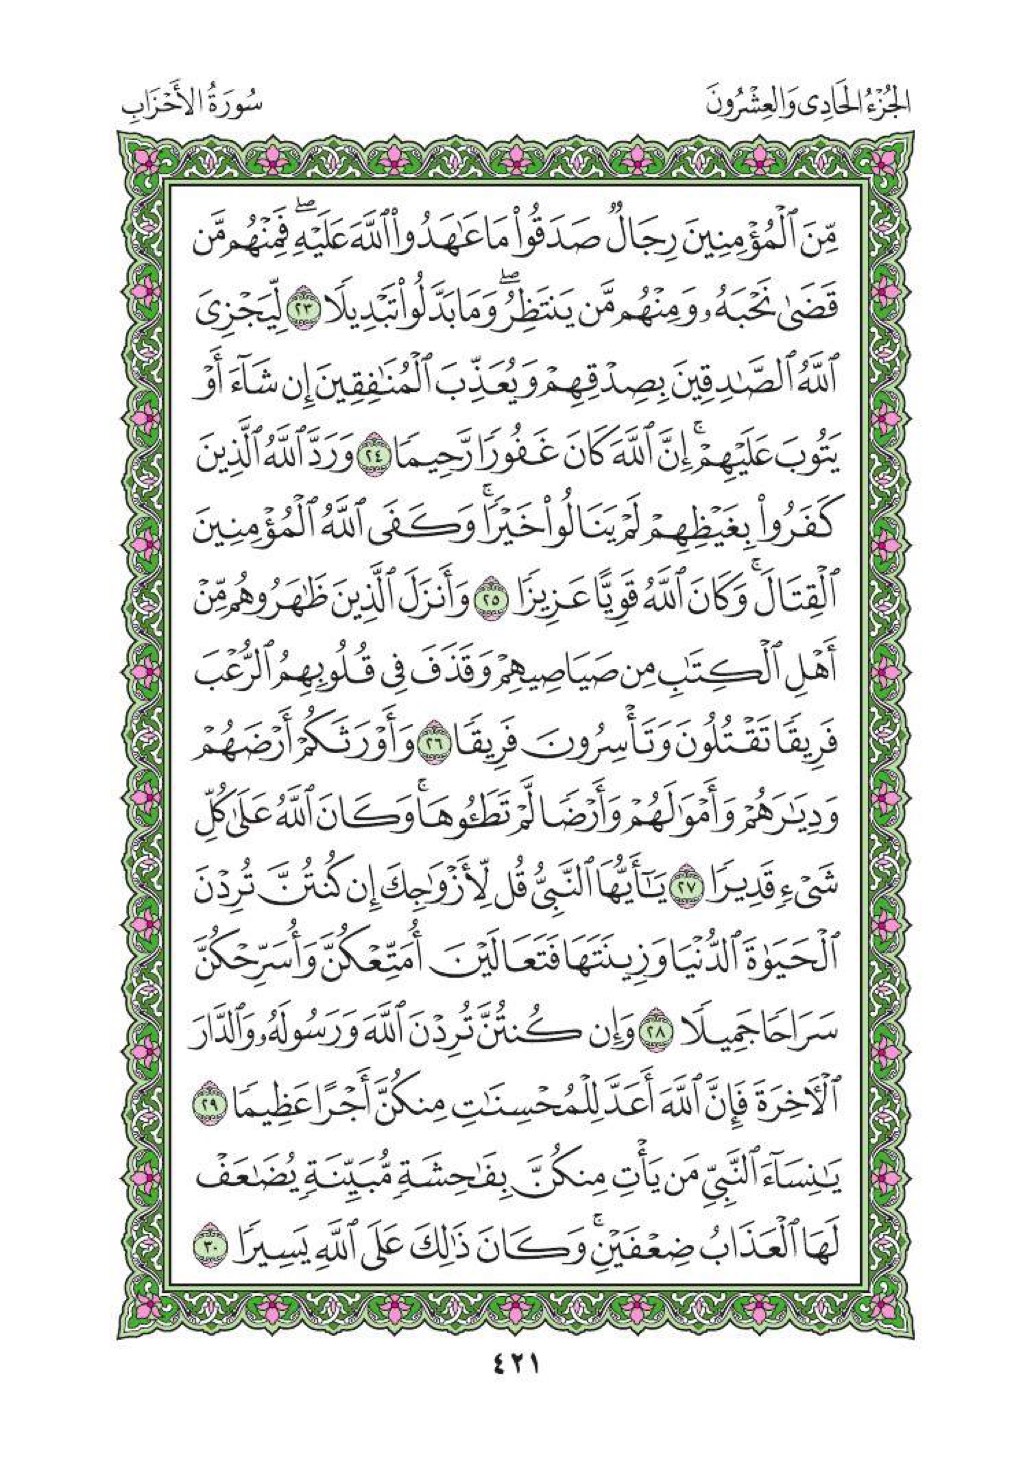 الجُزْءُ الحَادِى وَالعِشْرُونَ
سُورَةُ الأَحْزَابِ
مِّنَ ٱلْمُؤْمِنِينَ رِجَالٌ صَدَقُوا۟ مَا عَٰهَدُوا۟ ٱللَّهَ عَلَيْهِ ۖ فَمِنْهُم مَّن
قَضَىٰ نَحْبَهُۥ وَمِنْهُم مَّن يَنتَظِرُ ۖ وَمَا بَدَّلُوا۟ تَبْدِيلًا ٢٣ لِّيَجْزِىَ
ٱللَّهُ ٱلصَّٰدِقِينَ بِصِدْقِهِمْ وَيُعَذِّبَ ٱلْمُنَٰفِقِينَ إِن شَآءَ أَوْ
يَتُوبَ عَلَيْهِمْ ۚ إِنَّ ٱللَّهَ كَانَ غَفُورًا رَّحِيمًا ٢٤ وَرَدَّ ٱللَّهُ ٱلَّذِينَ
كَفَرُوا۟ بِغَيْظِهِمْ لَمْ يَنَالُوا۟ خَيْرًا ۚ وَكَفَى ٱللَّهُ ٱلْمُؤْمِنِينَ
ٱلْقِتَالَ ۚ وَكَانَ ٱللَّهُ قَوِيًّا عَزِيزًا ٢٥ وَأَنزَلَ ٱلَّذِينَ ظَٰهَرُوهُم مِّنْ
أَهْلِ ٱلْكِتَٰبِ مِن صَيَاصِيهِمْ وَقَذَفَ فِى قُلُوبِهِمُ ٱلرُّعْبَ
فَرِيقًا تَقْتُلُونَ وَتَأْسِرُونَ فَرِيقًا ٢٦ وَأَوْرَثَكُمْ أَرْضَهُمْ
وَدِيَٰرَهُمْ وَأَمْوَٰلَهُمْ وَأَرْضًا لَّمْ تَطَـُٔوهَا ۚ وَكَانَ ٱللَّهُ عَلَىٰ كُلِّ
شَىْءٍ قَدِيرًا ٢٧ يَٰٓأَيُّهَا ٱلنَّبِىُّ قُل لِّأَزْوَٰجِكَ إِن كُنتُنَّ تُرِدْنَ
ٱلْحَيَوٰةَ ٱلدُّنْيَا وَزِينَتَهَا فَتَعَالَيْنَ أُمَتِّعْكُنَّ وَأُسَرِّحْكُنَّ
سَرَاحًا جَمِيلًا ٢٨ وَإِن كُنتُنَّ تُرِدْنَ ٱللَّهَ وَرَسُولَهُۥ وَٱلدَّارَ
ٱلْـَٔاخِرَةَ فَإِنَّ ٱللَّهَ أَعَدَّ لِلْمُحْسِنَٰتِ مِنكُنَّ أَجْرًا عَظِيمًا ٢٩
يَٰنِسَآءَ ٱلنَّبِىِّ مَن يَأْتِ مِنكُنَّ بِفَٰحِشَةٍ مُّبَيِّنَةٍ يُضَٰعَفْ
لَهَا ٱلْعَذَابُ ضِعْفَيْنِ ۚ وَكَانَ ذَٰلِكَ عَلَى ٱللَّهِ يَسِيرًا ٣٠
٤٢١